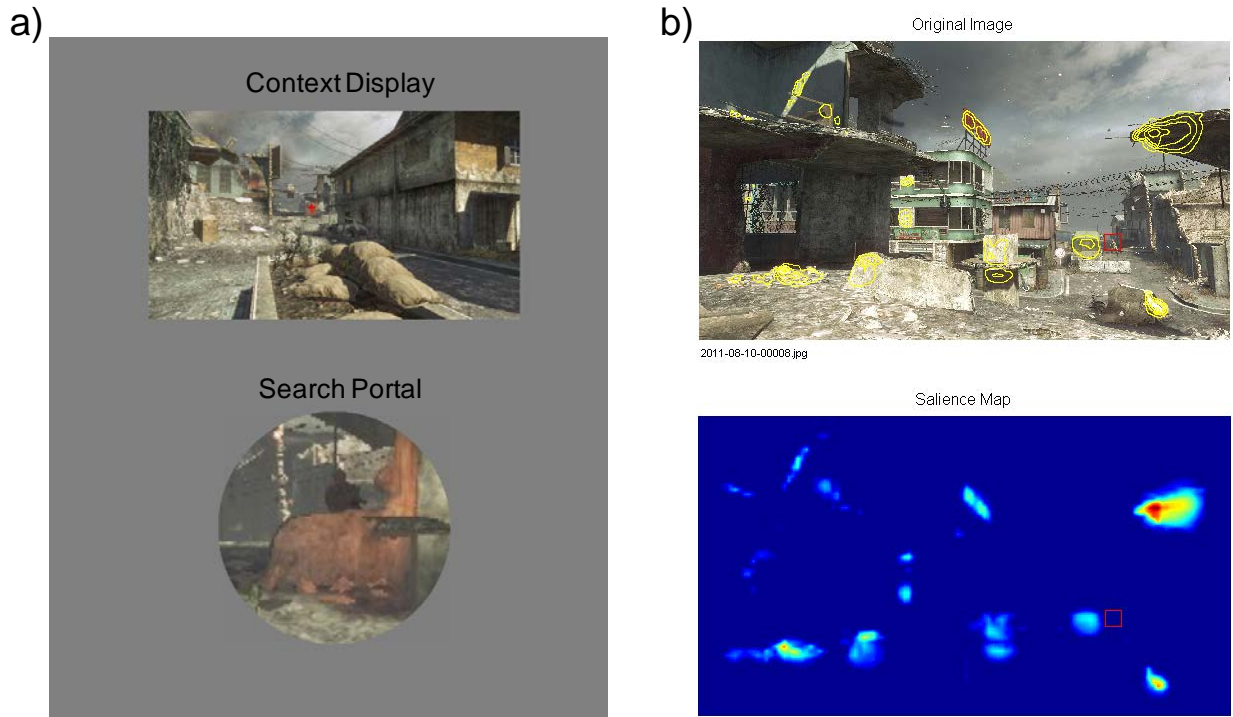 a)
Context Display
Search Portal
b)
Original Image
2011-08-10-00008.jpg
Salience Map